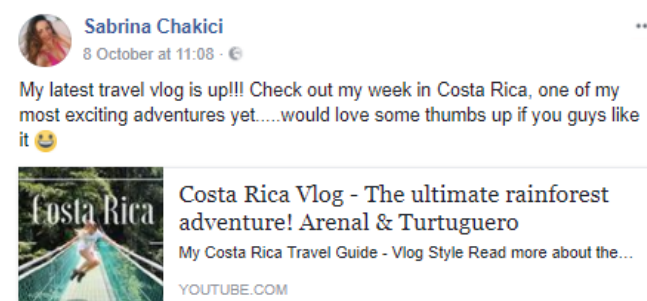 Sabrina Chakici
8 October at 11:08 ·
My latest travel vlog is up!!! Check out my week in Costa Rica, one of my
most exciting adventures yet.....would love some thumbs up if you guys like
it 😀
Costa Rica
Costa Rica Vlog - The ultimate rainforest
adventure! Arenal & Turtuguero
My Costa Rica Travel Guide - Vlog Style Read more about the...
YOUTUBE.COM